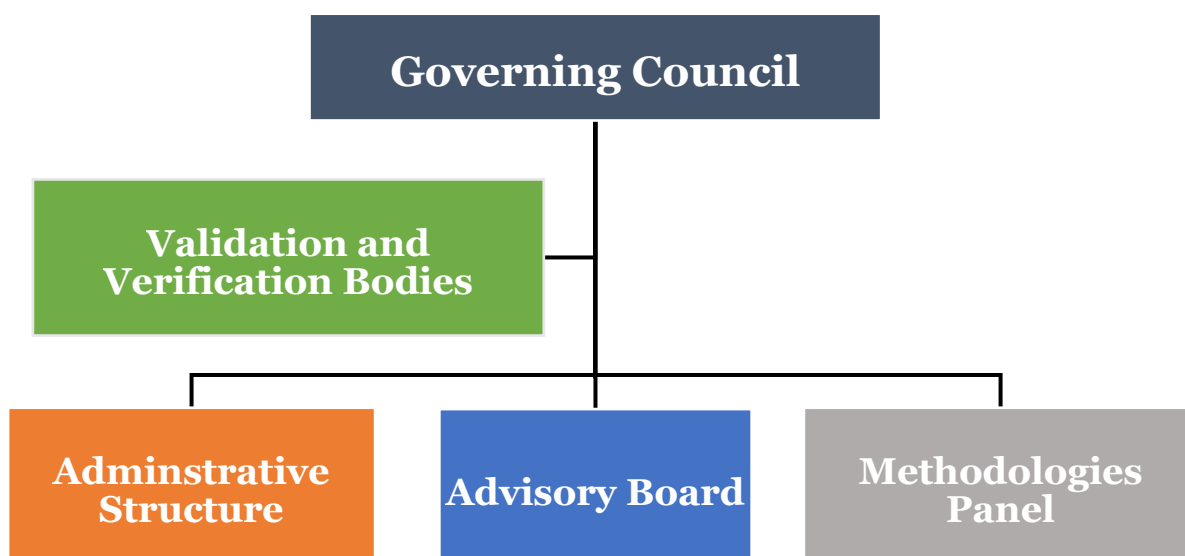 Governing Council
Validation and
Verification Bodies
Adminstrative
Structure
Advisory Board
Methodologies
Panel